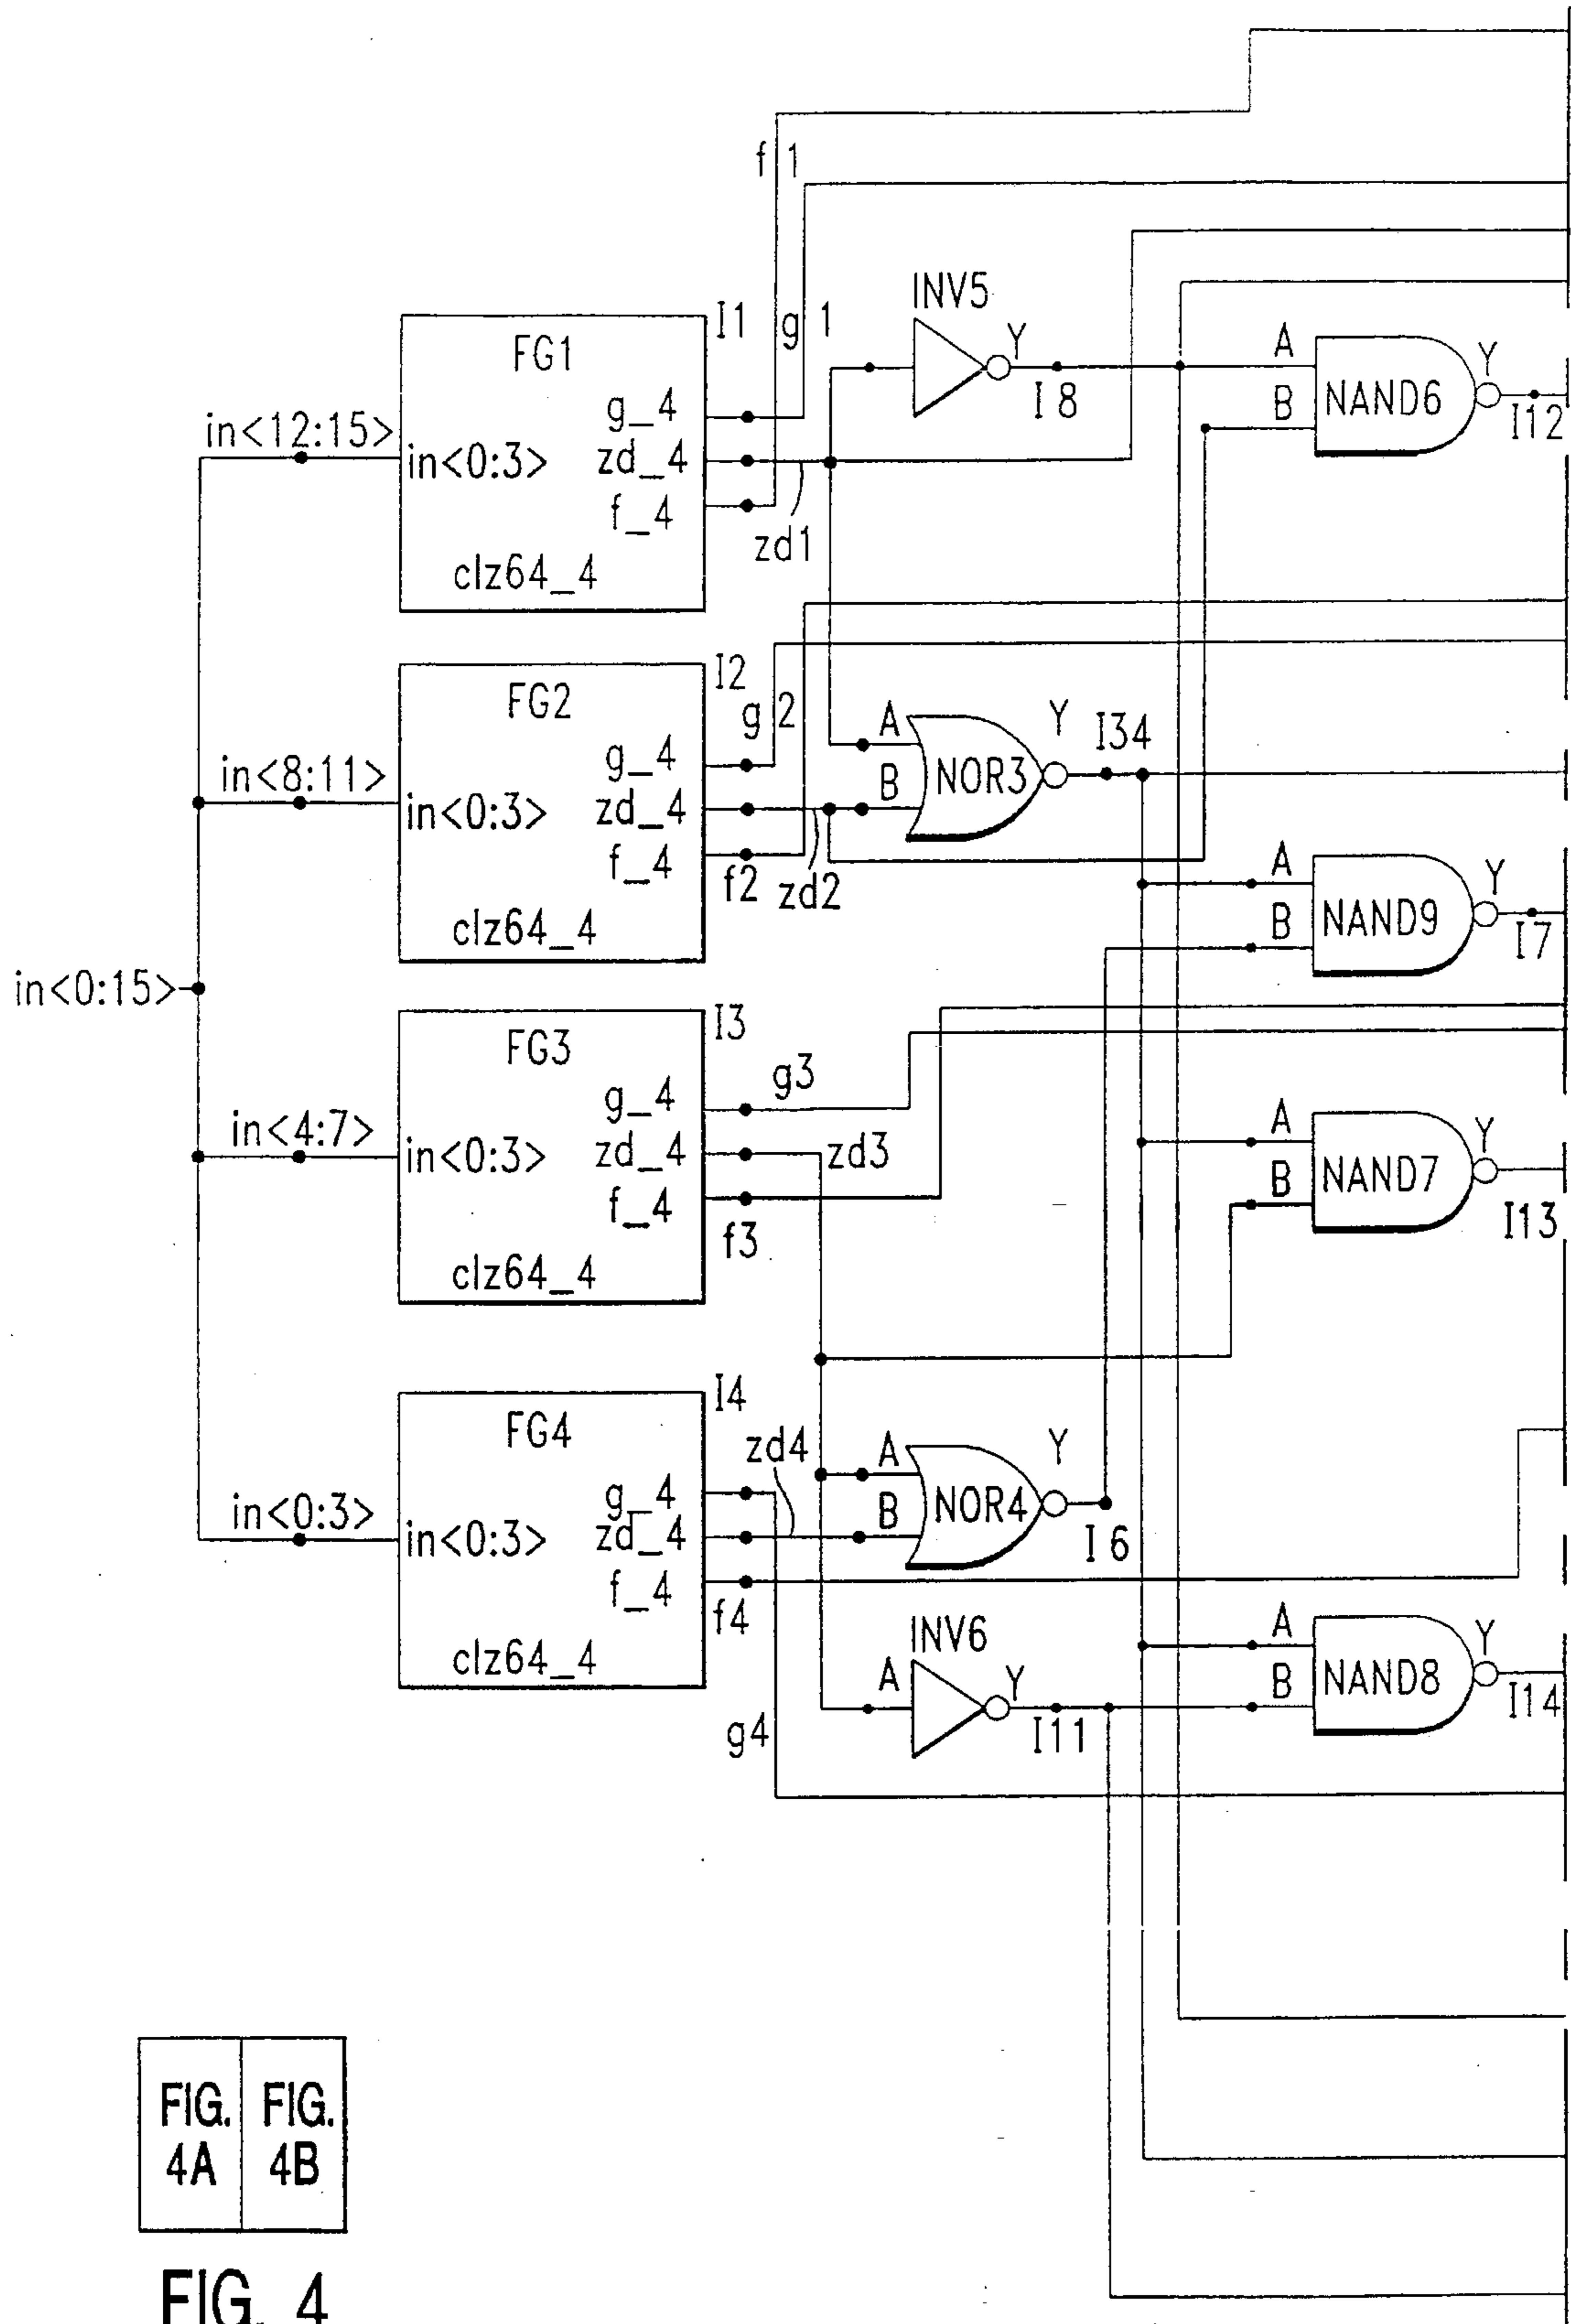 f 1
INV5
I1
g 1
Y
A
Y
FG1
I8
NAND6
g_4
B
I12
in<12:15>
in<0:3>
zd_4
f_4
zd1
clz64_4
I2
FG2
g 2
A
Y
I34
g_4
in<8:11>
B
NOR3
in<0:3>
zd_4
f_4
A
Y
f2
zd2
NAND9
clz64_4
B
I7
in<0:15>
I3
FG3
g3
g_4
A
Y
in<4:7>
in<0:3>
zd_4
zd3
NAND7
B
f_4
I13
f3
clz64_4
I4
FG4
zd4
A
Y
g_4
in<0:3>
B
NOR4
in<0:3>
zd_4
I6
f_4
f4
INV6
A
Y
clz64_4
A
Y
B
NAND8
g4
I11
I14
FIG. 4A
FIG. 4B
FIG. 4